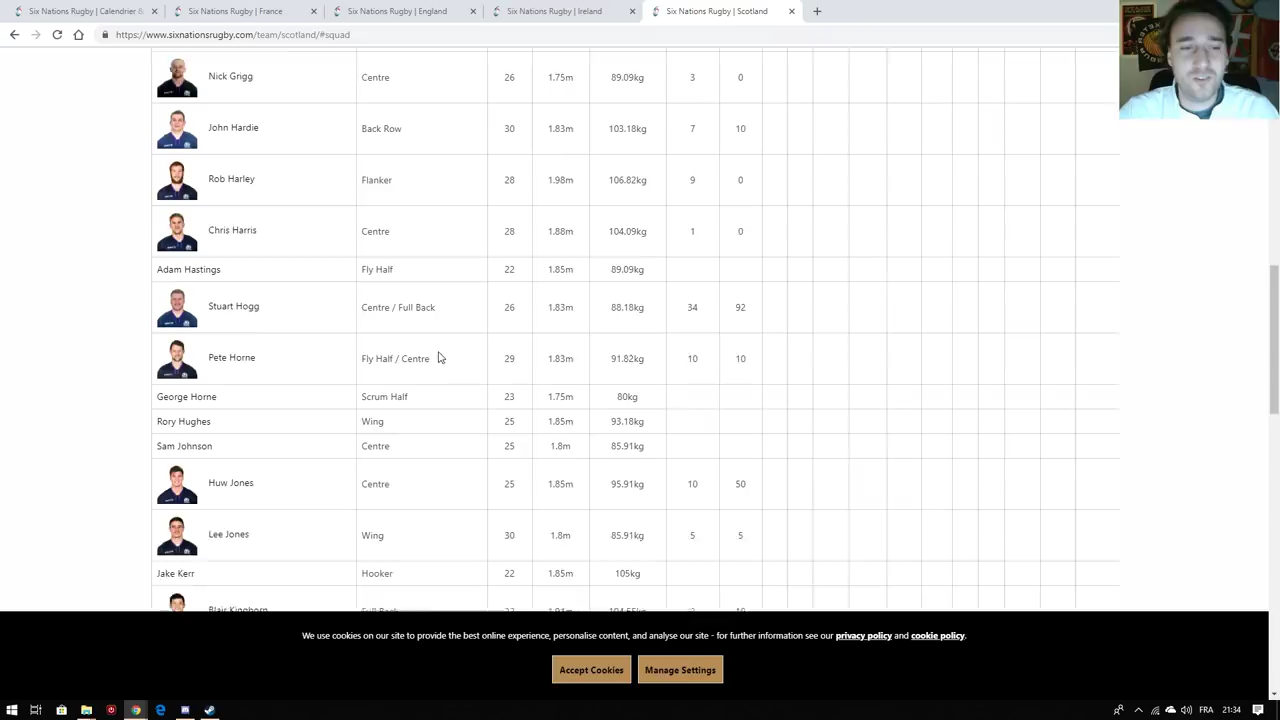 Six Nations Rugby | Calendrier &
Six Nations Rugby | France
Six Nations Rugby | England
Six Nations Rugby | Ireland
Six Nations Rugby | Scotland
https://www.sixnationsrugby.com/team/scotland/#squad
Nick Grigg Centre 26 1.75m 89.09kg 3 0
John Hardie Back Row 30 1.83m 103.18kg 7 10
Rob Harley Flanker 28 1.98m 106.82kg 9 0
Chris Harris Centre 28 1.88m 104.09kg 1 0
Adam Hastings Fly Half 22 1.85m 89.09kg
Stuart Hogg Centre / Full Back 26 1.83m 68.18kg 34 92
Pete Horne Fly Half / Centre 29 1.83m 91.82kg 10 10
George Horne Scrum Half 23 1.75m 80kg
Rory Hughes Wing 25 1.85m 93.18kg
Sam Johnson Centre 25 1.8m 85.91kg
Huw Jones Centre 25 1.85m 95.91kg 10 50
Lee Jones Wing 30 1.8m 85.91kg 5 5
Jake Kerr Hooker 22 1.85m 105kg
Blair Kinghorn Full Back
We use cookies on our site to provide the best online experience, personalise content, and analyse our site - for further information see our privacy policy and cookie policy.
Accept Cookies Manage Settings
FRA 21:34